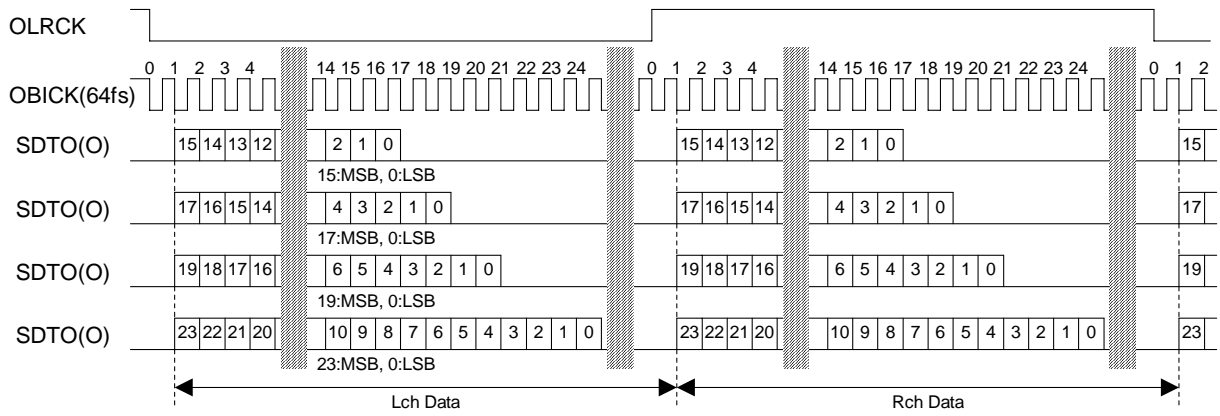 OLRCK
0 1 2 3 4 14 15 16 17 18 19 20 21 22 23 24 0 1 2 3 4 14 15 16 17 18 19 20 21 22 23 24 0 1 2
OBICK(64fs)
SDTO(O) 15 14 13 12 2 1 0 15 14 13 12 2 1 0 15
15:MSB, 0:LSB
SDTO(O) 17 16 15 14 4 3 2 1 0 17 16 15 14 4 3 2 1 0 17
17:MSB, 0:LSB
SDTO(O) 19 18 17 16 6 5 4 3 2 1 0 19 18 17 16 6 5 4 3 2 1 0 19
19:MSB, 0:LSB
SDTO(O) 23 22 21 20 10 9 8 7 6 5 4 3 2 1 0 23 22 21 20 10 9 8 7 6 5 4 3 2 1 0 23
23:MSB, 0:LSB
Lch Data Rch Data